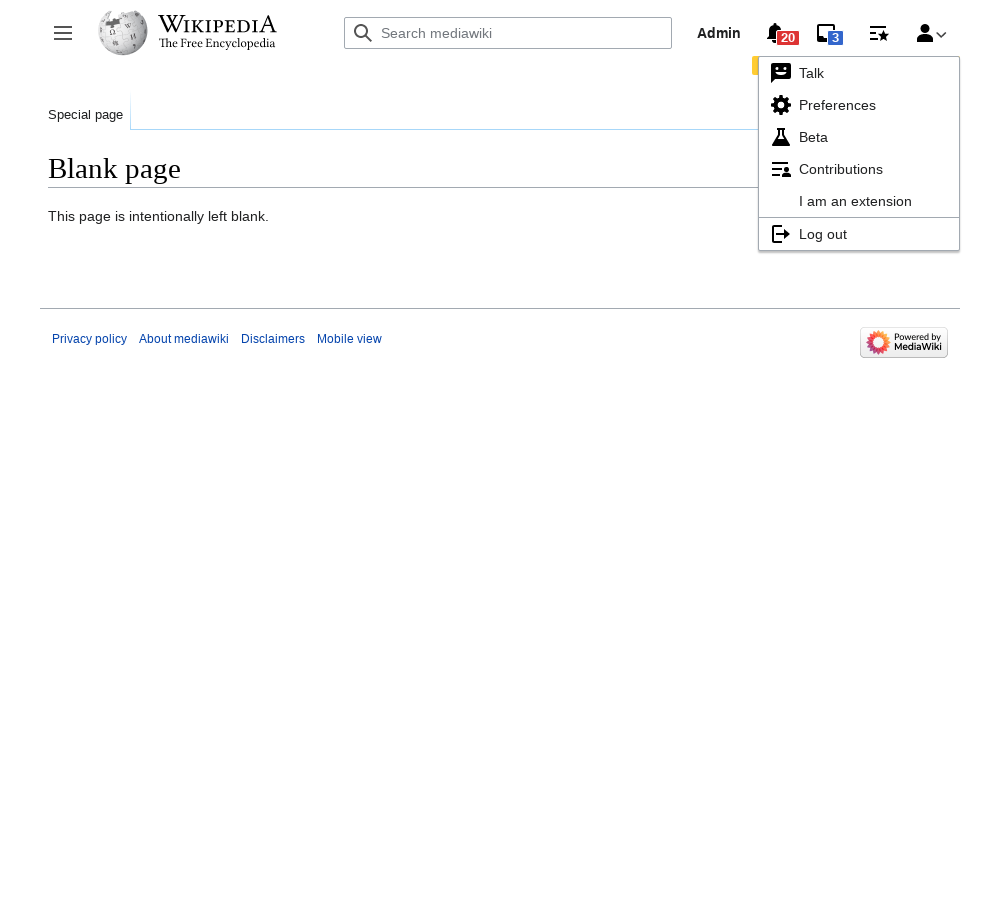 WIKIPEDIA
The Free Encyclopedia
Search mediawiki
Admin
20
3
Talk
Preferences
Beta
Contributions
I am an extension
Log out
Special page
Blank page
This page is intentionally left blank.
Privacy policy About mediawiki Disclaimers Mobile view
Powered by
MediaWiki